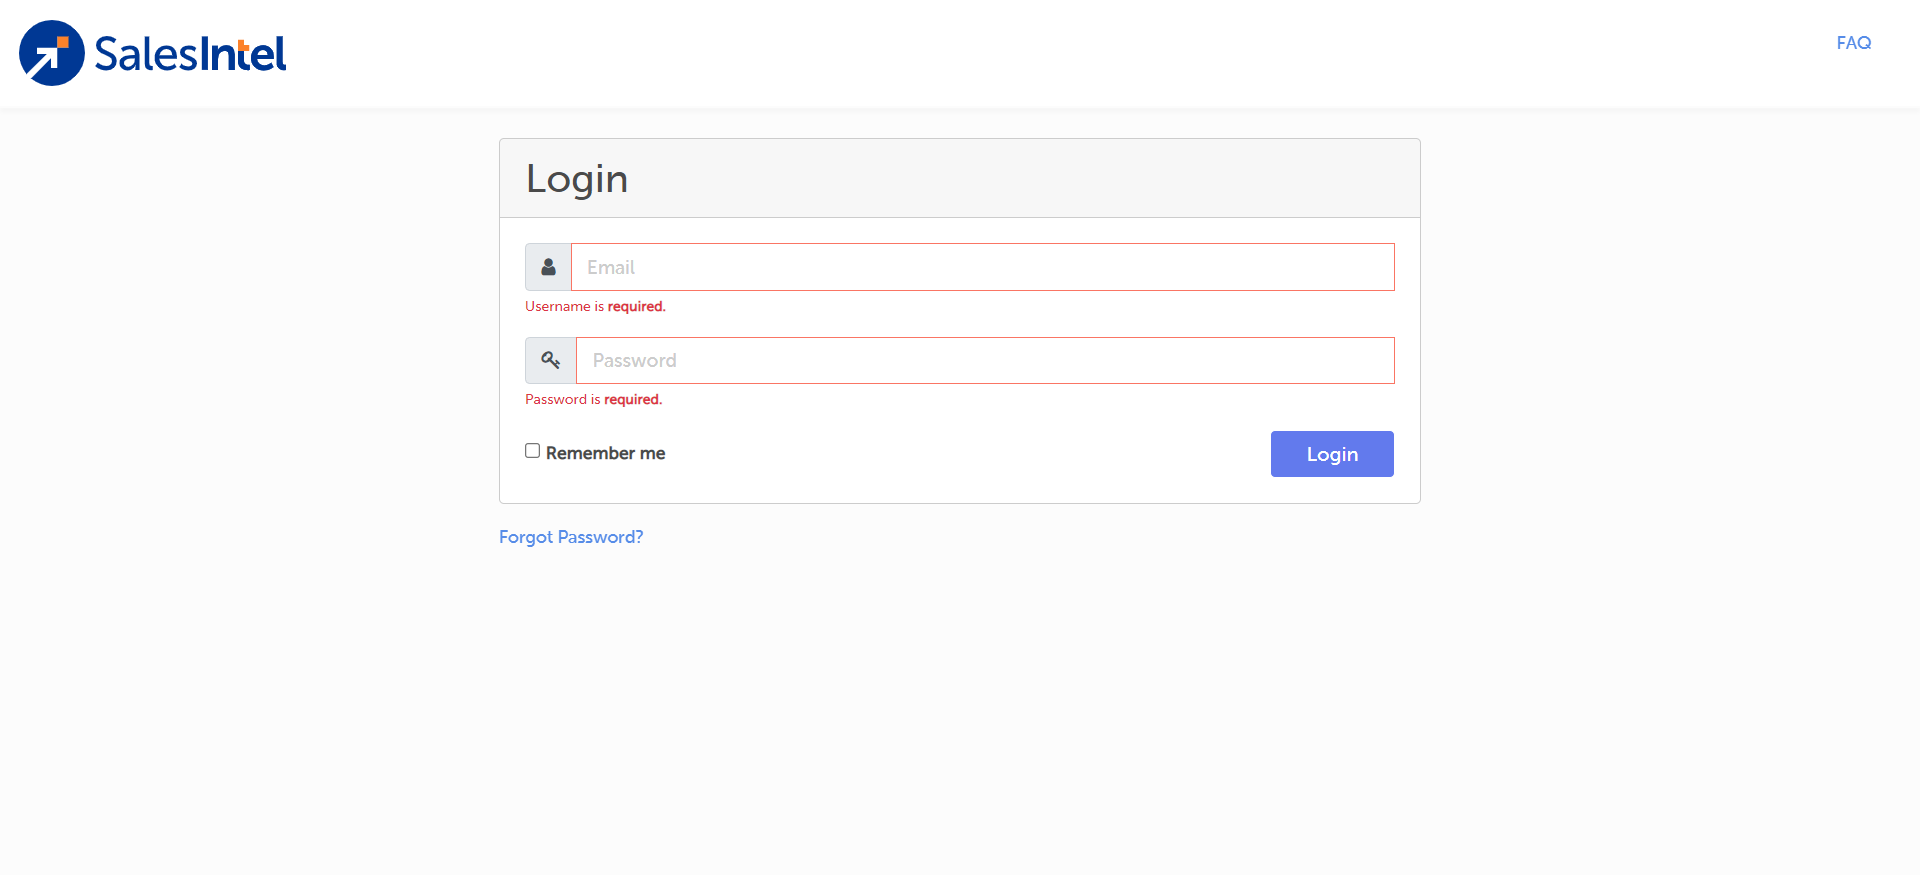 SalesIntel
FAQ
Login
Email
Username is required.
Password
Password is required.
Remember me
Login
Forgot Password?